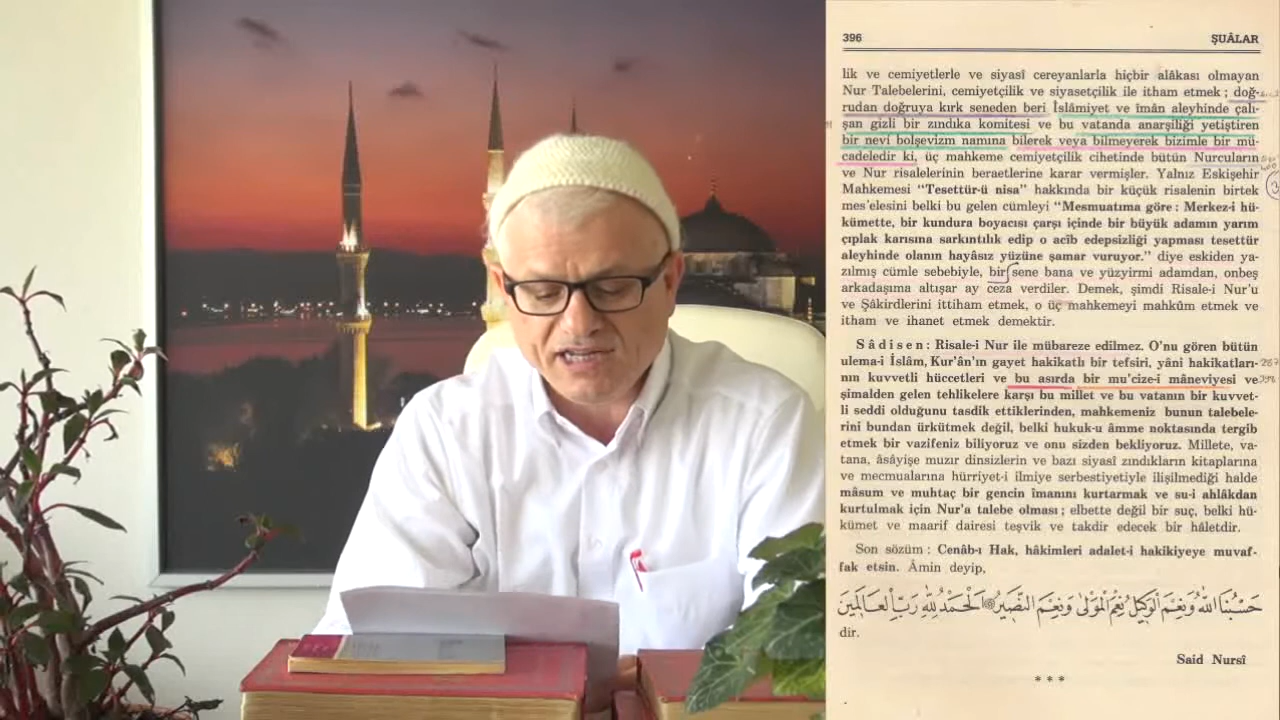 396
ŞUÂLAR
lik ve cemiyetlerle ve siyasî cereyanlarla hiçbir alâkası olmayan
Nur Talebelerini, cemiyetçilik ve siyasetçilik ile itham etmek ; doğ-
rudan doğruya kırk seneden beri İslâmiyet ve îmân aleyhinde çalı-
şan gizli bir zındıka komitesi ve bu vatanda anarşiliği yetiştiren
bir nevi bolşevizm namına bilerek veya bilmeyerek bizimle bir mü-
cadeledir ki, üç mahkeme cemiyetçilik cihetinde bütün Nurcuların
ve Nur risalelerinin beraetlerine karar vermişler. Yalnız Eskişehir
Mahkemesi "Tesettür-ü nisa" hakkında bir küçük risalenin birtek
mes'elesini belki bu gelen cümleyi "Mesmuatıma göre : Merkez-i hü-
kûmette, bir kundura boyacısı çarşı içinde bir büyük adamın yarım
çıplak karısına sarkıntılık edip o acîb edepsizliği yapması tesettür
aleyhinde olanın hayâsız yüzüne şamar vuruyor." diye eskiden ya-
zılmış cümle sebebiyle, bir sene bana ve yüzyirmi adamdan, onbeş
arkadaşıma altışar ay ceza verdiler. Demek, şimdi Risale-i Nur'u
ve Şâkirdlerini ittiham etmek, o üç mahkemeyi mahkûm etmek ve
itham ve ihanet etmek demektir.
Sâdisen : Risale-i Nur ile mübareze edilmez. O'nu gören bütün
ulema-i İslâm, Kur'ân'ın gayet hakikatlı bir tefsiri, yâni hakikatları-
nın kuvvetli hüccetleri ve bu asırda bir mu'cize-i mâneviyesi ve
şimalden gelen tehlikelere karşı bu millet ve bu vatanın bir kuvvet-
li seddi olduğunu tasdik ettiklerinden, mahkemeniz bunun talebele-
rini bundan ürkütmek değil, belki hukuk-u âmme noktasında tergib
etmek bir vazifeniz biliyoruz ve onu sizden bekliyoruz. Millete, va-
tana, âsâyişe muzır dinsizlerin ve bazı siyasî zındıkların kitaplarına
ve mecmualarına hürriyet-i ilmiye serbestiyetiyle ilişilmediği halde
mâsum ve muhtaç bir gencin îmanını kurtarmak ve su-i ahlâkdan
kurtulmak için Nur'a talebe olması ; elbette değil bir suç, belki hü-
kûmet ve maarif dairesi teşvik ve takdir edecek bir hâletdir.
Son sözüm : Cenâb-ı Hak, hâkimleri adalet-i hakikiyeye muvaf-
fak etsin. Âmin deyip,
حَسْبُنَا اللّٰهُ وَنِعْمَ الْوَكِيلُ نِعْمَ الْمَوْلٰى وَنِعْمَ النَّصِيرُ اَلْحَمْدُ لِلّٰهِ رَبِّ الْعَالَمِينَ
dir.
Said Nursî
* * *